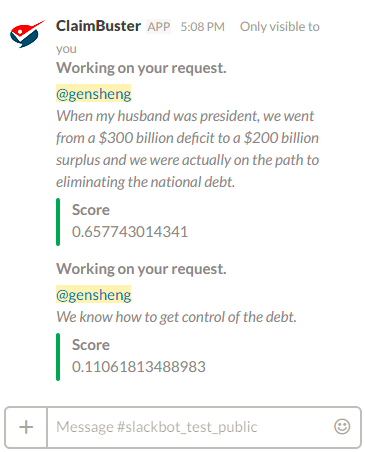 ClaimBuster APP 5:08 PM Only visible to
you
Working on your request.
@gensheng
When my husband was president, we went
from a $300 billion deficit to a $200 billion
surplus and we were actually on the path to
eliminating the national debt.
Score
0.657743014341
Working on your request.
@gensheng
We know how to get control of the debt.
Score
0.11061813488983
+ Message #slackbot_test_public